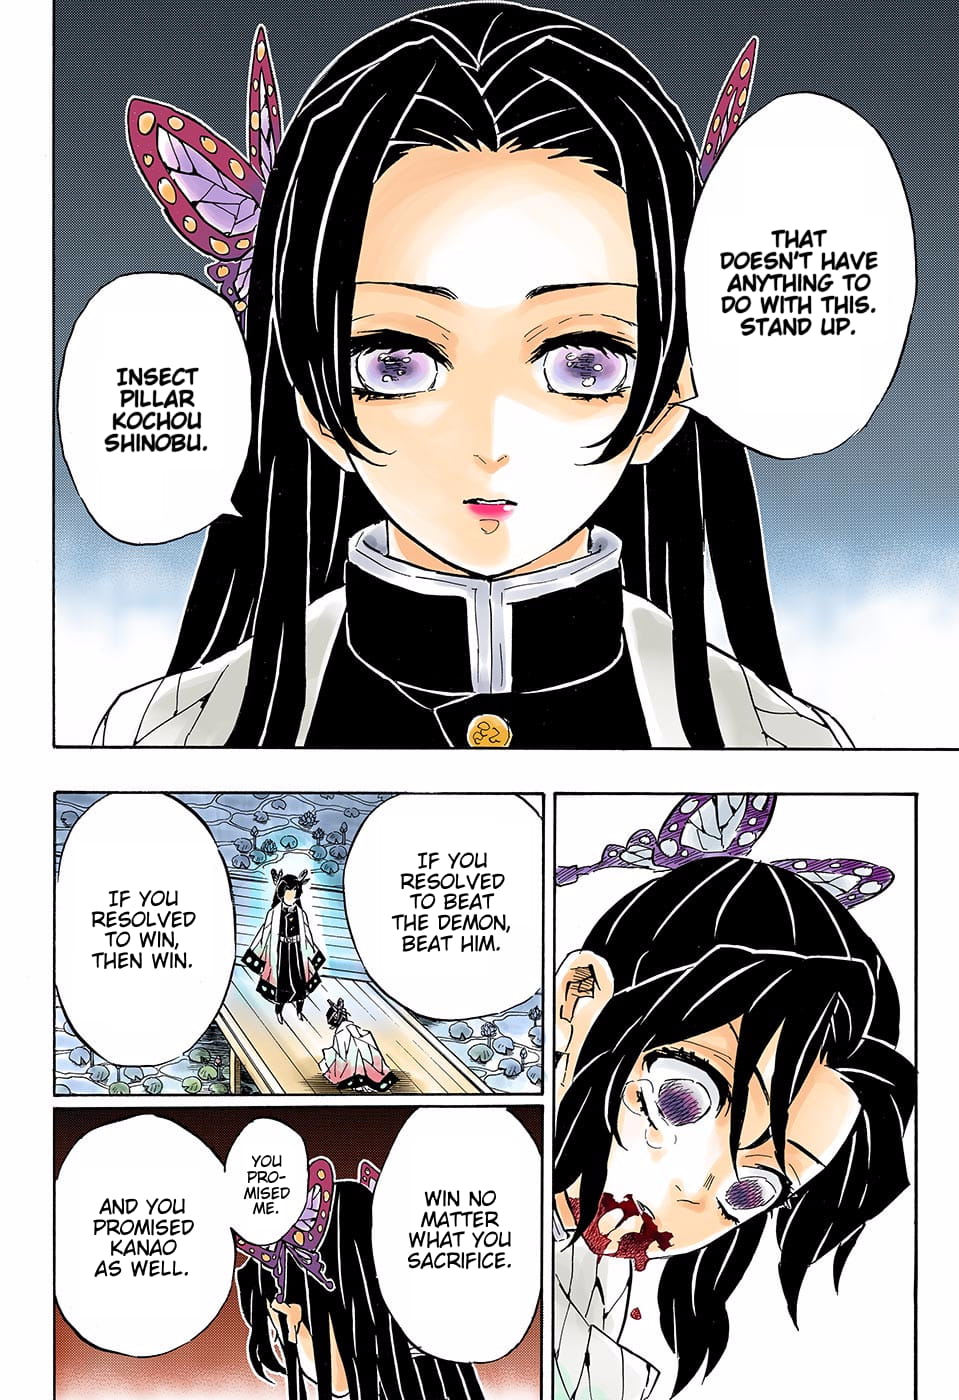 THAT
DOESN'T HAVE
ANYTHING TO
DO WITH THIS.
STAND UP.
INSECT
PILLAR
KOCHOU
SHINOBU.
IF YOU
RESOLVED
TO BEAT
THE DEMON,
BEAT HIM.
IF YOU
RESOLVED
TO WIN,
THEN WIN.
WIN NO
MATTER
WHAT YOU
SACRIFICE.
YOU
PRO-
MISED
ME.
AND YOU
PROMISED
KANAO
AS WELL.